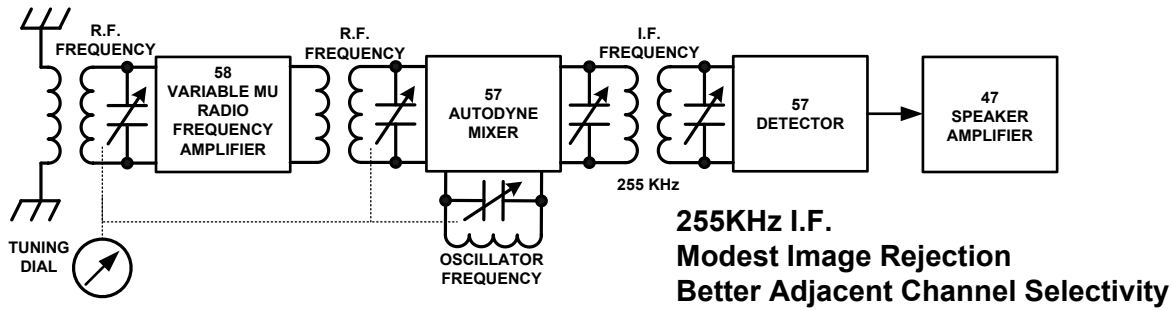 R.F.
FREQUENCY
58
VARIABLE MU
RADIO
FREQUENCY
AMPLIFIER
R.F.
FREQUENCY
57
AUTODYNE
MIXER
I.F.
FREQUENCY
255 KHz
57
DETECTOR
47
SPEAKER
AMPLIFIER
TUNING
DIAL
OSCILLATOR
FREQUENCY
255KHz I.F.
Modest Image Rejection
Better Adjacent Channel Selectivity